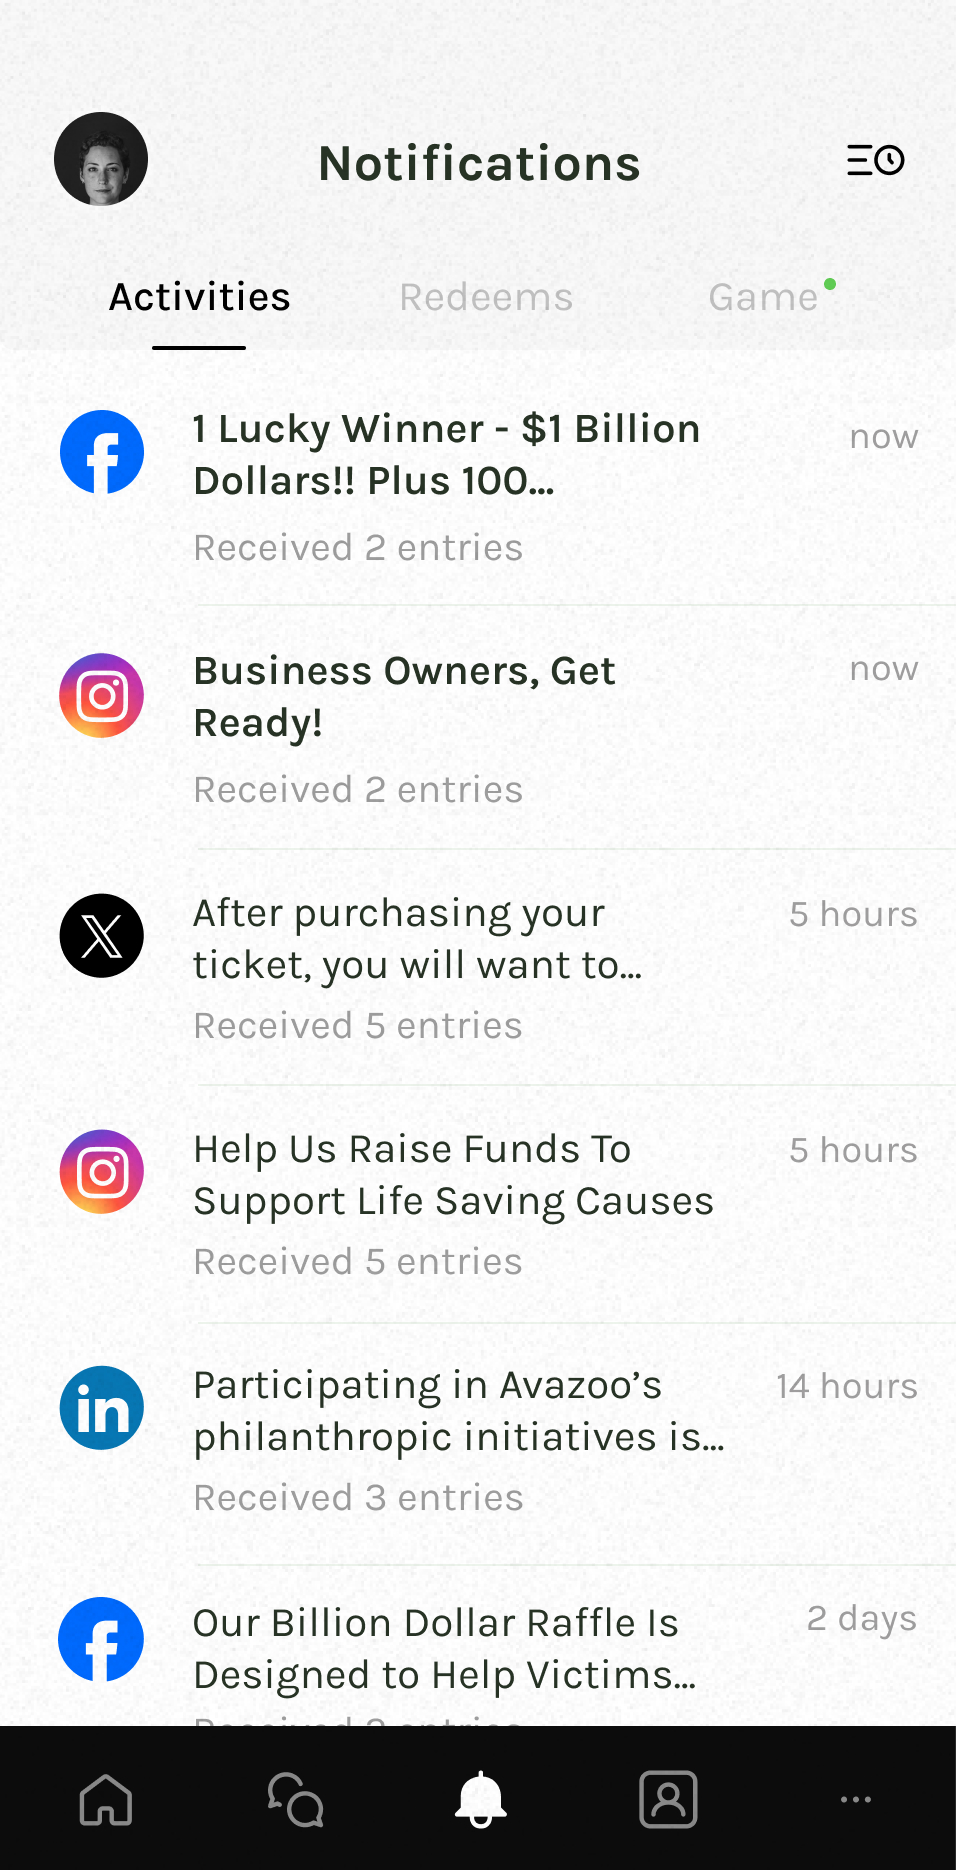 Notifications
Activities
Redeems
Game
1 Lucky Winner - $1 Billion
Dollars!! Plus 100...
now
Received 2 entries
Business Owners, Get
Ready!
now
Received 2 entries
After purchasing your
ticket, you will want to...
5 hours
Received 5 entries
Help Us Raise Funds To
Support Life Saving Causes
5 hours
Received 5 entries
in
Participating in Avazoo’s
philanthropic initiatives is...
14 hours
Received 3 entries
Our Billion Dollar Raffle Is
Designed to Help Victims...
2 days
Received entries